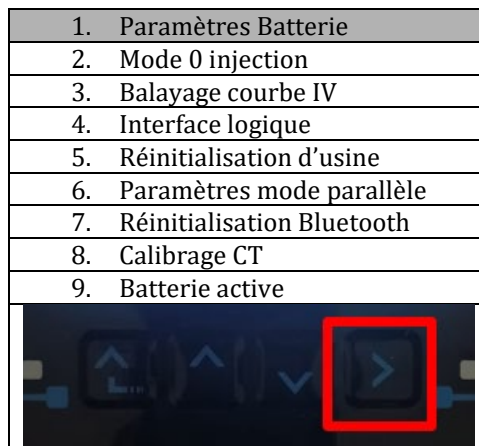 1. Paramètres Batterie
2. Mode 0 injection
3. Balayage courbe IV
4. Interface logique
5. Réinitialisation d'usine
6. Paramètres mode parallèle
7. Réinitialisation Bluetooth
8. Calibrage CT
9. Batterie active